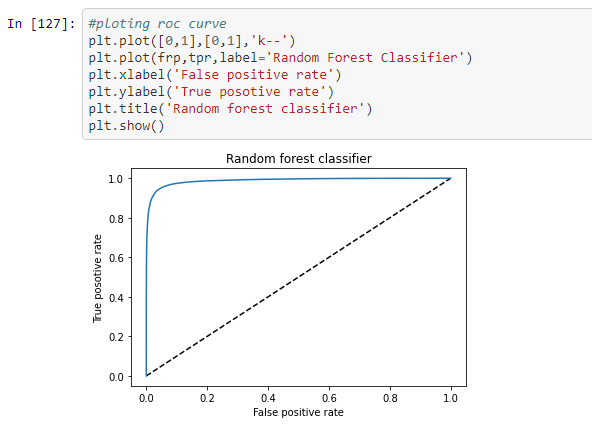 In [127]: #ploting roc curve
plt.plot([0,1],[0,1],'k--')
plt.plot(frp,tpr,label='Random Forest Classifier')
plt.xlabel('False positive rate')
plt.ylabel('True posotive rate')
plt.title('Random forest classifier')
plt.show()
Random forest classifier
1.0
0.8
0.6
0.4
0.2
0.0
True posotive rate
0.0 0.2 0.4 0.6 0.8 1.0
False positive rate